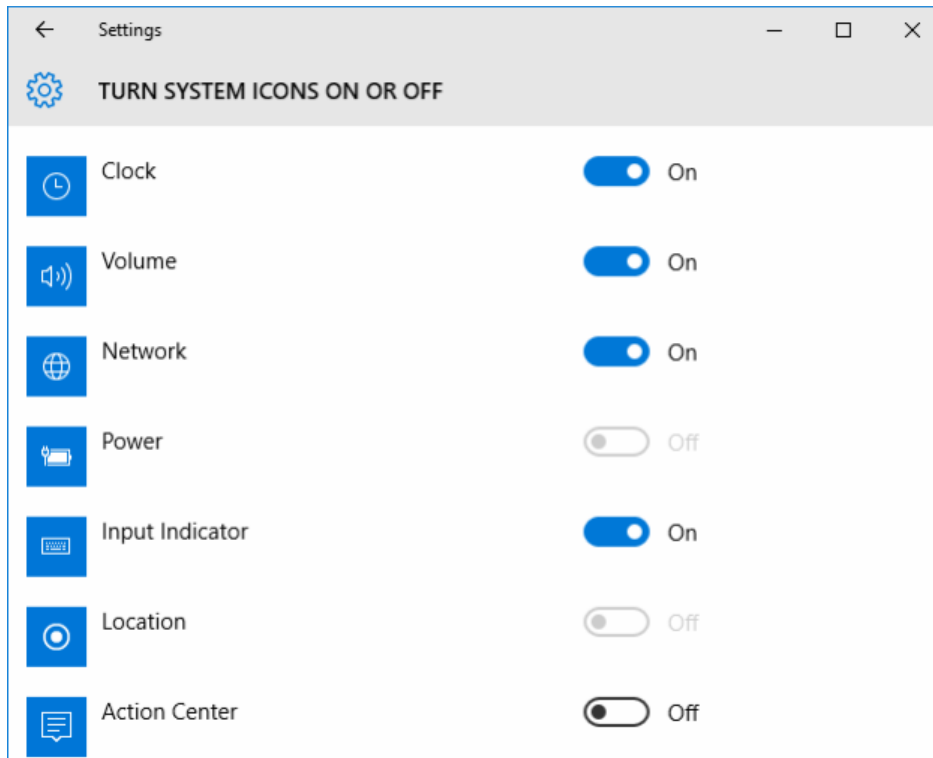 Settings
TURN SYSTEM ICONS ON OR OFF
Clock On
Volume On
Network On
Power Off
Input Indicator On
Location Off
Action Center Off